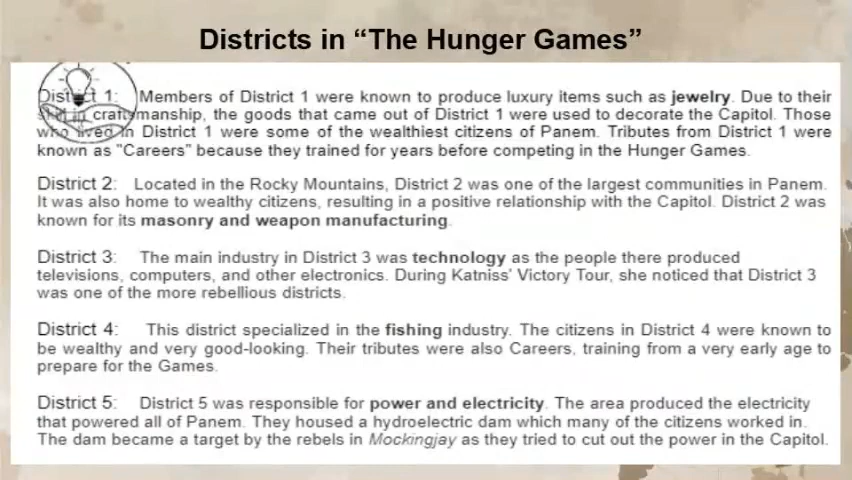 Districts in “The Hunger Games”
District 1: Members of District 1 were known to produce luxury items such as jewelry. Due to their
skill in craftsmanship, the goods that came out of District 1 were used to decorate the Capitol. Those
who lived in District 1 were some of the wealthiest citizens of Panem. Tributes from District 1 were
known as "Careers" because they trained for years before competing in the Hunger Games.
District 2: Located in the Rocky Mountains, District 2 was one of the largest communities in Panem.
It was also home to wealthy citizens, resulting in a positive relationship with the Capitol. District 2 was
known for its masonry and weapon manufacturing.
District 3: The main industry in District 3 was technology as the people there produced
televisions, computers, and other electronics. During Katniss' Victory Tour, she noticed that District 3
was one of the more rebellious districts.
District 4: This district specialized in the fishing industry. The citizens in District 4 were known to
be wealthy and very good-looking. Their tributes were also Careers, training from a very early age to
prepare for the Games.
District 5: District 5 was responsible for power and electricity. The area produced the electricity
that powered all of Panem. They housed a hydroelectric dam which many of the citizens worked in.
The dam became a target by the rebels in Mockingjay as they tried to cut out the power in the Capitol.